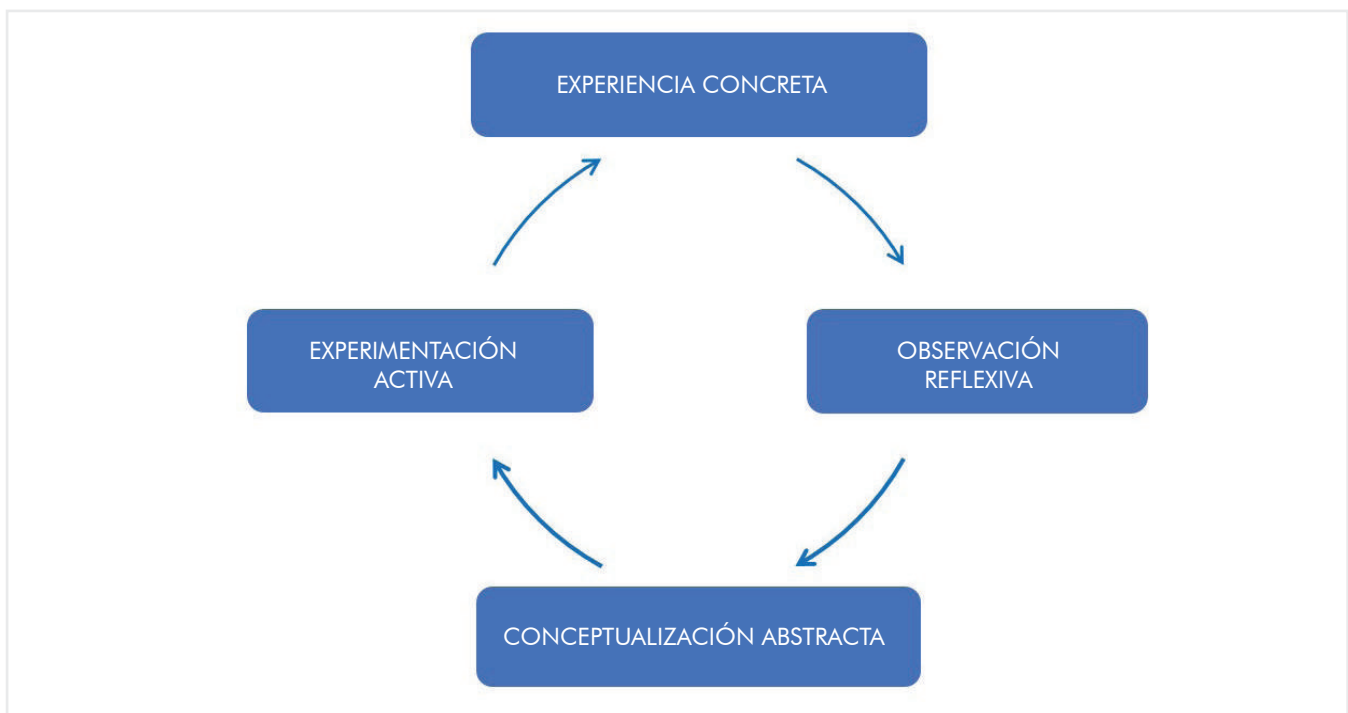 EXPERIENCIA CONCRETA
EXPERIMENTACIÓN
ACTIVA
OBSERVACIÓN
REFLEXIVA
CONCEPTUALIZACIÓN ABSTRACTA